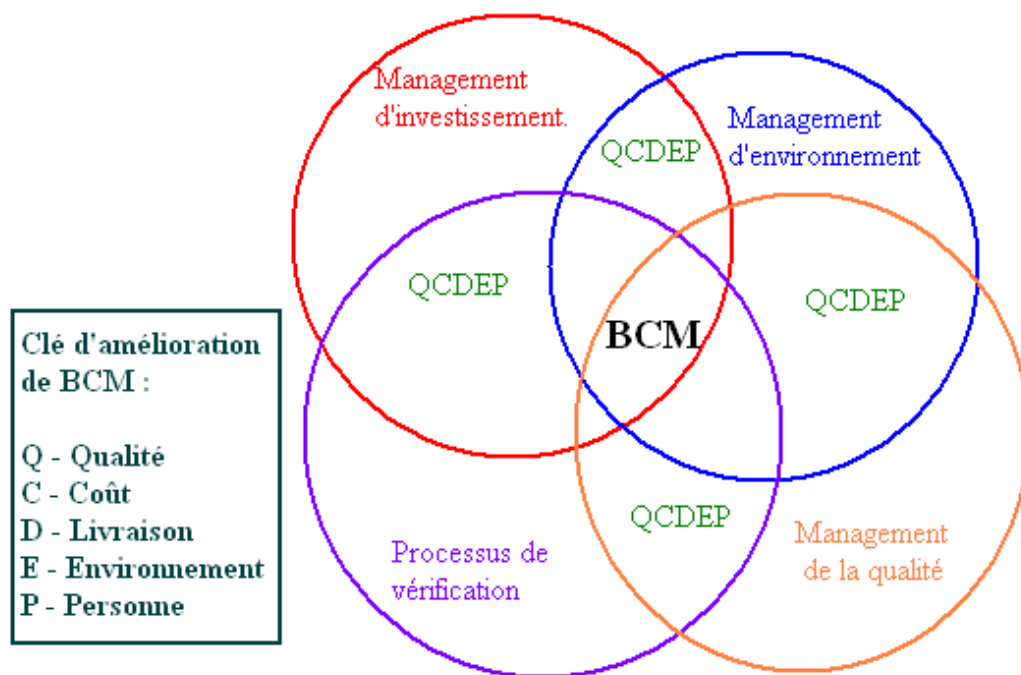 Management
d'investissement.
Management
d'environnement
QCDEP
QCDEP
QCDEP
BCM
QCDEP
Processus de
vérification
Management
de la qualité
Clé d'amélioration
de BCM :
Q - Qualité
C - Coût
D - Livraison
E - Environnement
P - Personne